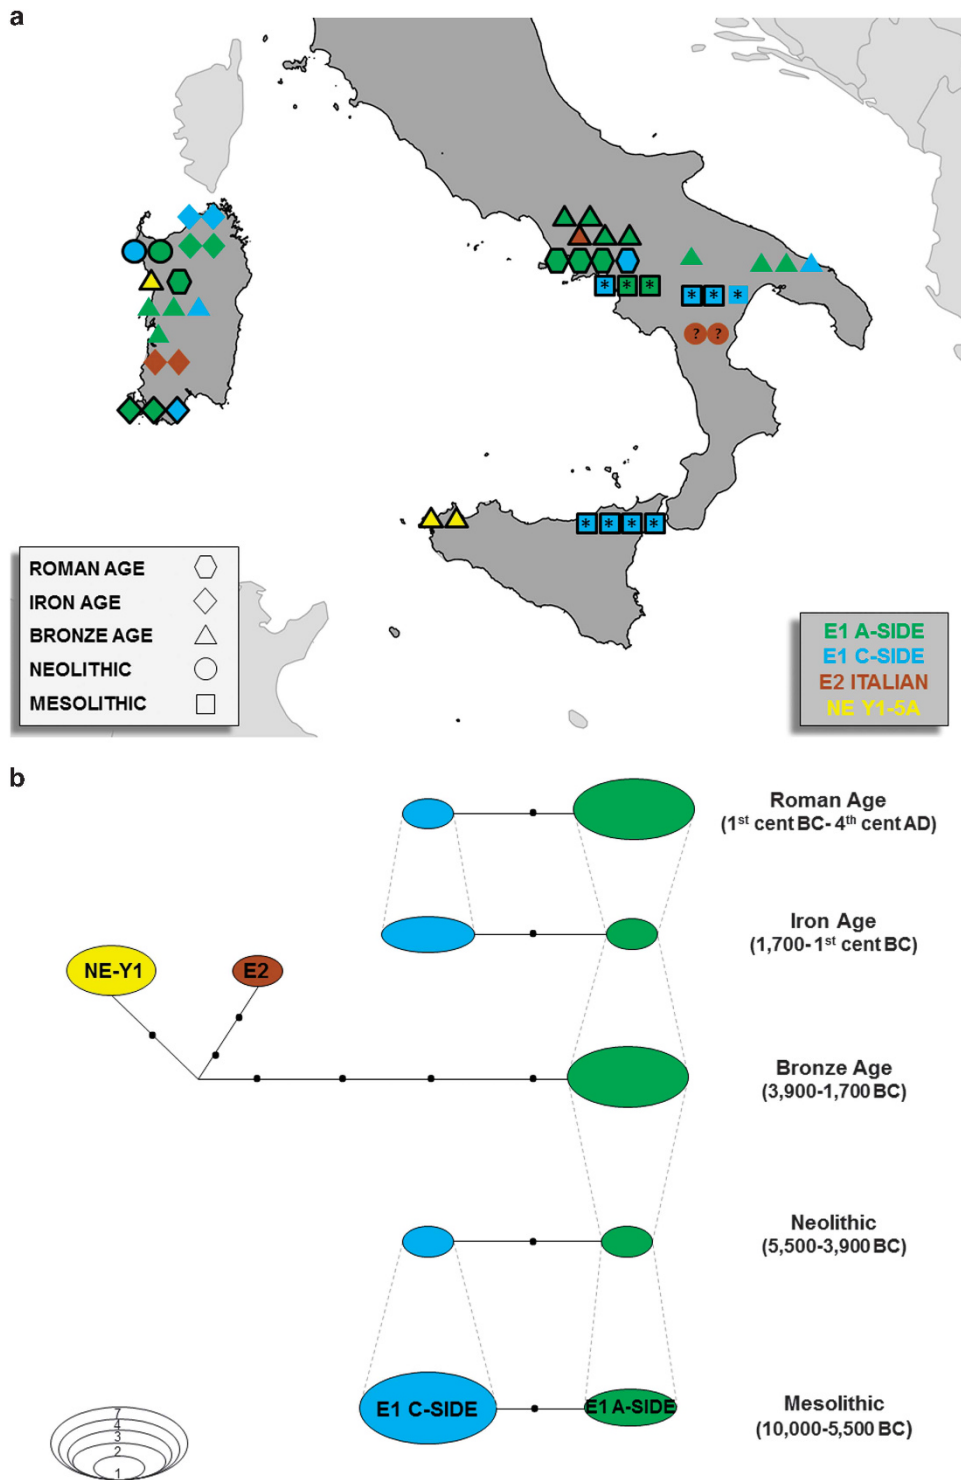 a
* * *
* * *
? ?
* * * *
ROMAN AGE
IRON AGE
BRONZE AGE
NEOLITHIC
MESOLITHIC
E1 A-SIDE
E1 C-SIDE
E2 ITALIAN
NE Y1-5A
b
Roman Age
(1st cent BC- 4th cent AD)
Iron Age
(1,700- 1st cent BC)
NE-Y1
E2
Bronze Age
(3,900-1,700 BC)
Neolithic
(5,500-3,900 BC)
E1 C-SIDE
E1 A-SIDE
Mesolithic
(10,000-5,500 BC)
7
4
3
2
1